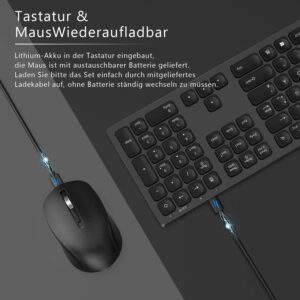 Tastatur &
MausWiederaufladbar
Lithium-Akku in der Tastatur eingebaut,
die Maus ist mit austauschbarer Batterie geliefert.
Laden Sie bitte das Set einfach durch mitgeliefertes
Ladekabel auf, ohne Batterie ständig wechseln zu müssen.